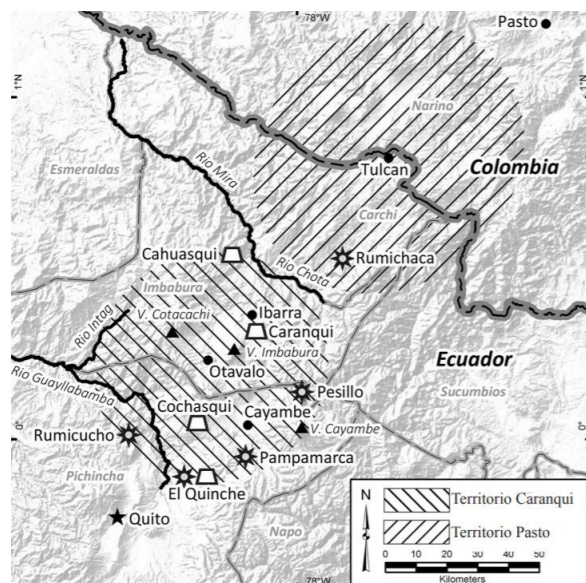 78°W
Pasto
1°N
1°N
Narino
Esmeraldas
Rio Mira
Tulcan
Colombia
Carchi
Cahuasqui
Rumichaca
Rio Chota
Imbabura
Ibarra
V. Cotacachi
Caranqui
Rio Intag
V. Imbabura
Ecuador
Otavalo
Rio Guayllabamba
Pesillo
Sucumbios
Cochasqui
Cayambe
V. Cayambe
0°
0°
Rumicucho
Pampamarca
Pichincha
El Quinche
Quito
Napo
N
Territorio Caranqui
Territorio Pasto
0 10 20 30 40 50
Kilometers
78°W